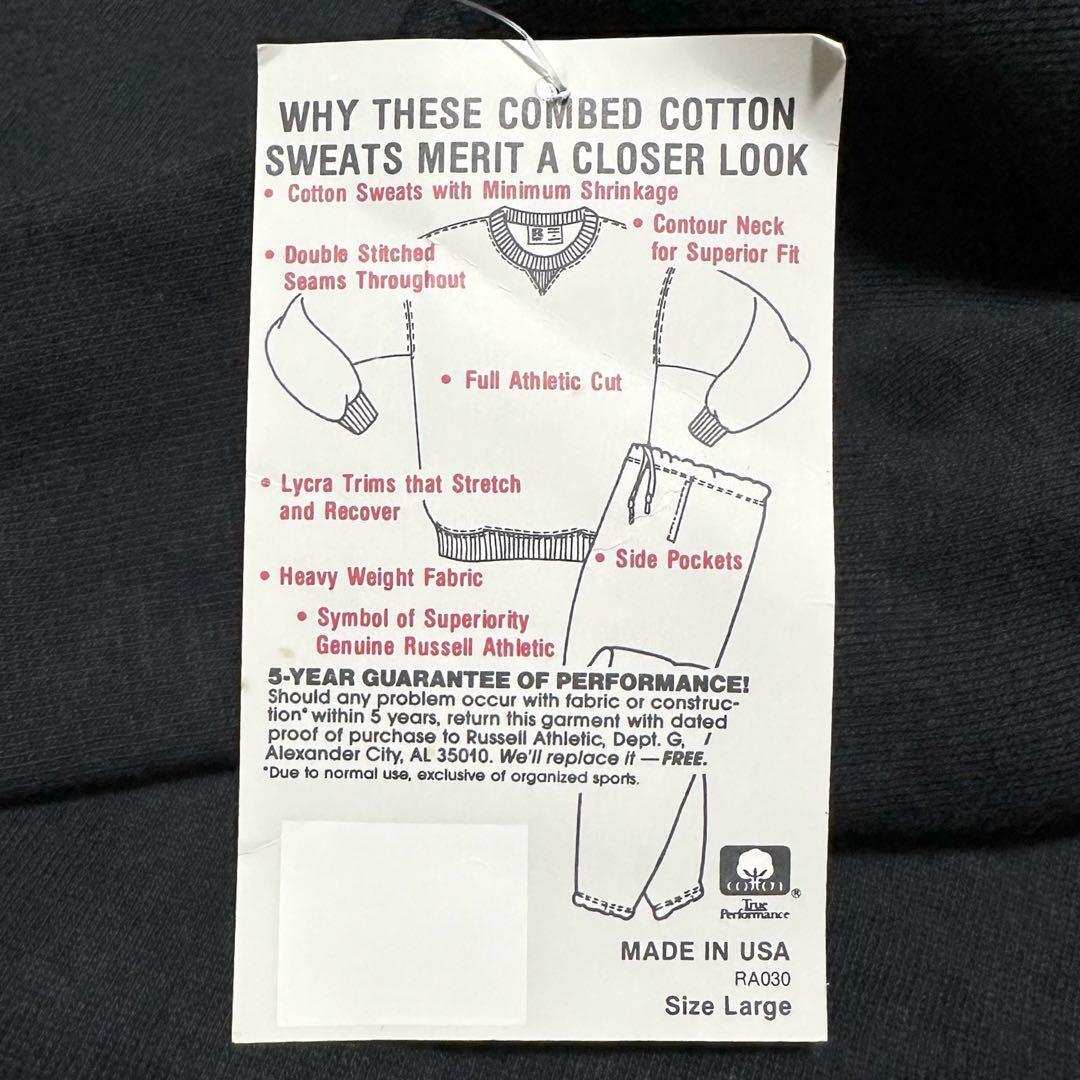 WHY THESE COMBED COTTON
SWEATS MERIT A CLOSER LOOK
• Cotton Sweats with Minimum Shrinkage
• Contour Neck
for Superior Fit
• Double Stitched
Seams Throughout
• Full Athletic Cut
• Lycra Trims that Stretch
and Recover
• Side Pockets
• Heavy Weight Fabric
• Symbol of Superiority
Genuine Russell Athletic
5-YEAR GUARANTEE OF PERFORMANCE!
Should any problem occur with fabric or construc-
tion* within 5 years, return this garment with dated
proof of purchase to Russell Athletic, Dept. G,
Alexander City, AL 35010. We'll replace it — FREE.
*Due to normal use, exclusive of organized sports.
cotton ®
True
Performance
MADE IN USA
RA030
Size Large